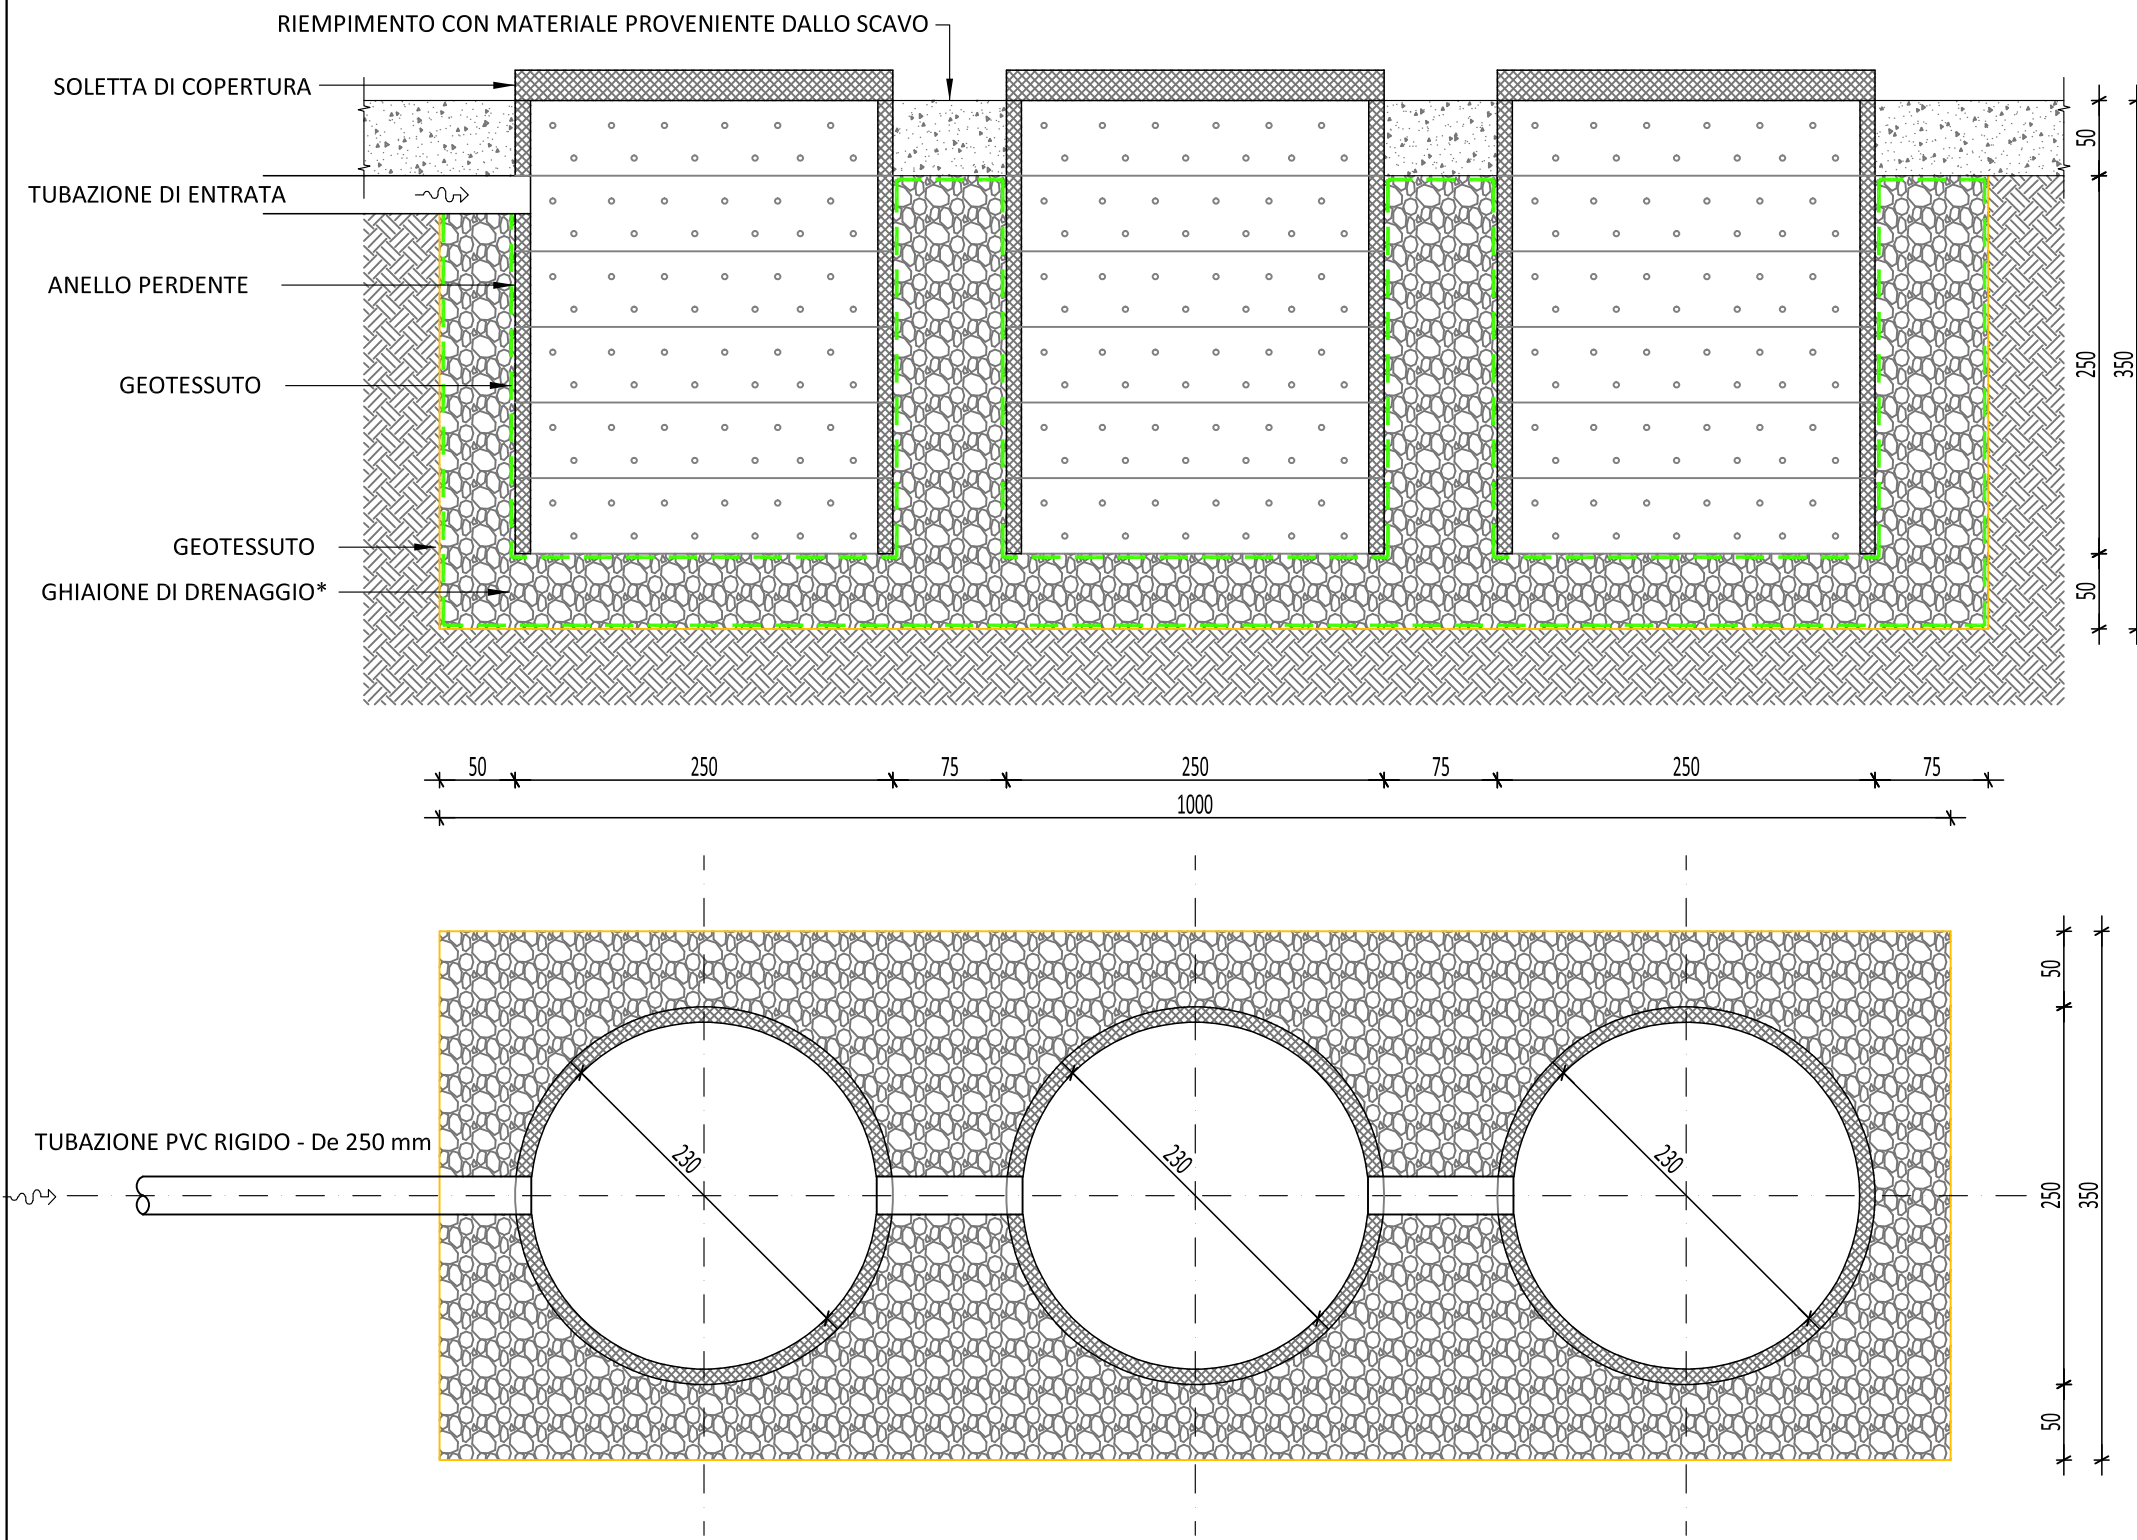 RIEMPIMENTO CON MATERIALE PROVENIENTE DALLO SCAVO
SOLETTA DI COPERTURA
TUBAZIONE DI ENTRATA
ANELLO PERDENTE
GEOTESSUTO
GEOTESSUTO
GHIAIONE DI DRENAGGIO*
50
250
350
50
50
250
75
250
75
250
75
1000
TUBAZIONE PVC RIGIDO - De 250 mm
230
230
230
50
250
350
50